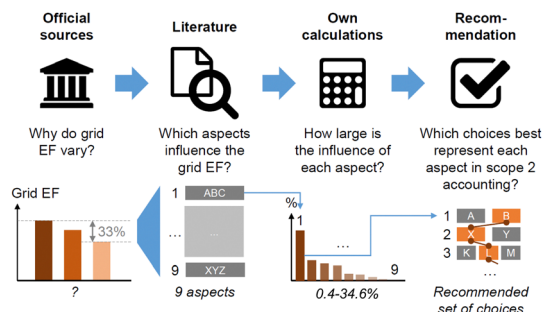 Official
sources
Literature
Own
calculations
Recom-
mendation
Why do grid
EF vary?
Which aspects
influence the
grid EF?
How large is
the influence of
each aspect?
Which choices best
represent each
aspect in scope 2
accounting?
Grid EF
33%
?
1 ABC
...
9 XYZ
9 aspects
%
1
...
9
0.4-34.6%
1 A B
2 X Y
3 K L M
...
Recommended
set of choices